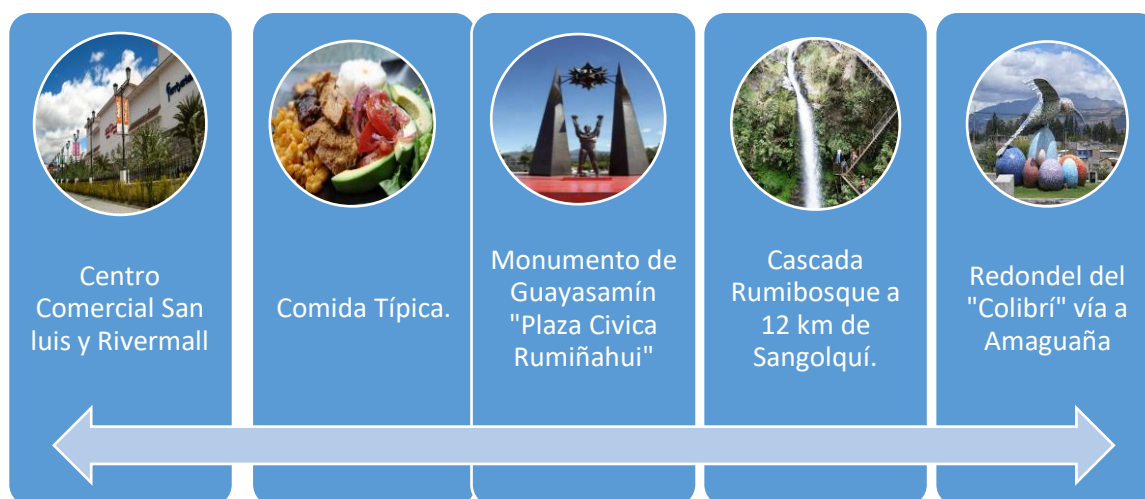 Centro
Comercial San
luis y Rivermall
Comida Típica.
Monumento de
Guayasamín
"Plaza Civica
Rumiñahui"
Cascada
Rumibosque a
12 km de
Sangolquí.
Redondel del
"Colibrí" vía a
Amaguaña